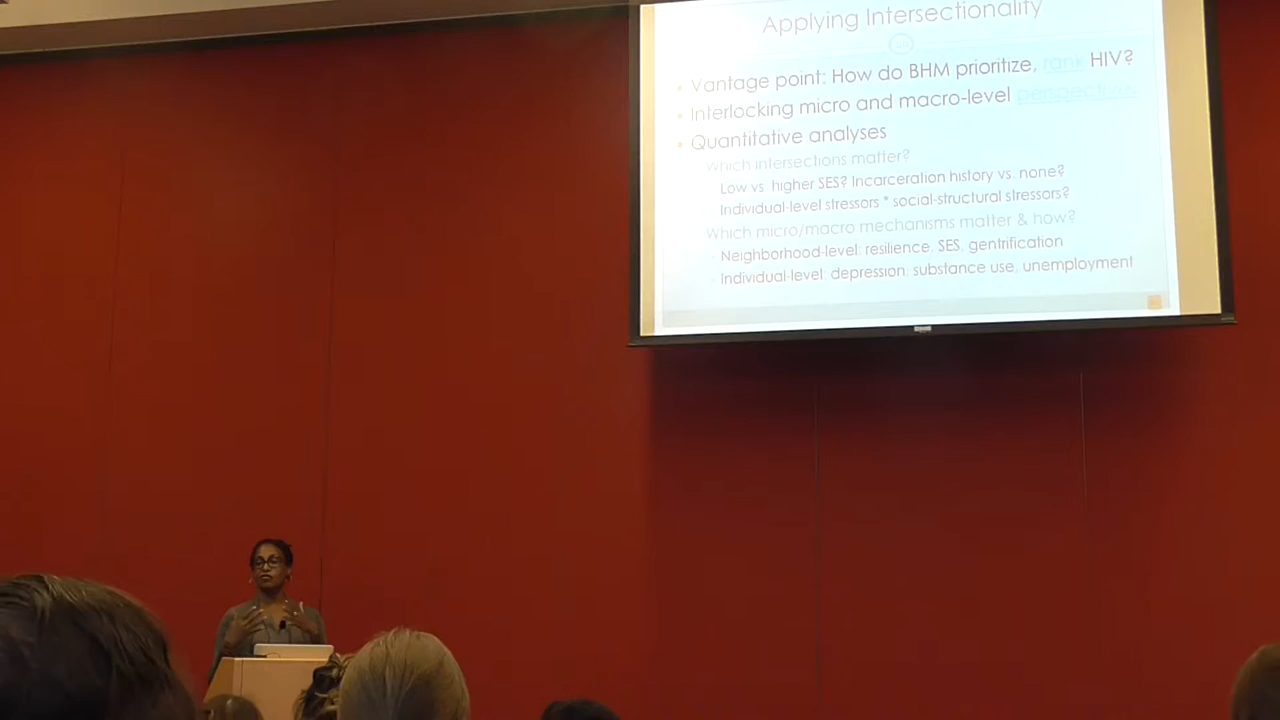 Applying Intersectionality
Vantage point: How do BHM prioritize, rank HIV?
Interlocking micro and macro-level perspective
Quantitative analyses
Which intersections matter?
Low vs higher SES? Incarceration history vs none?
Individual-level stressors * social-structural stressors?
Which micro/macro mechanisms matter & how?
Neighborhood-level: resilience, SES, gentrification
Individual-level: depression, substance use, unemployment